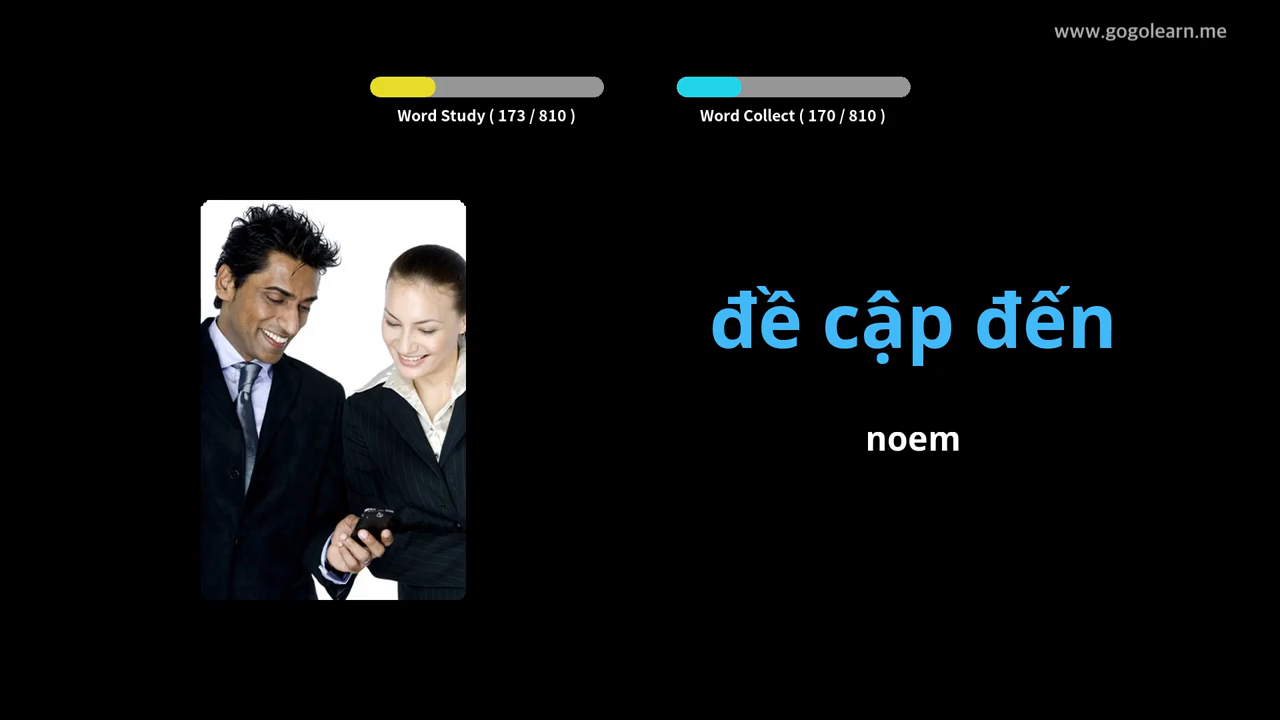 www.gogolearn.me
Word Study ( 173 / 810 )
Word Collect ( 170 / 810 )
đề cập đến
noem